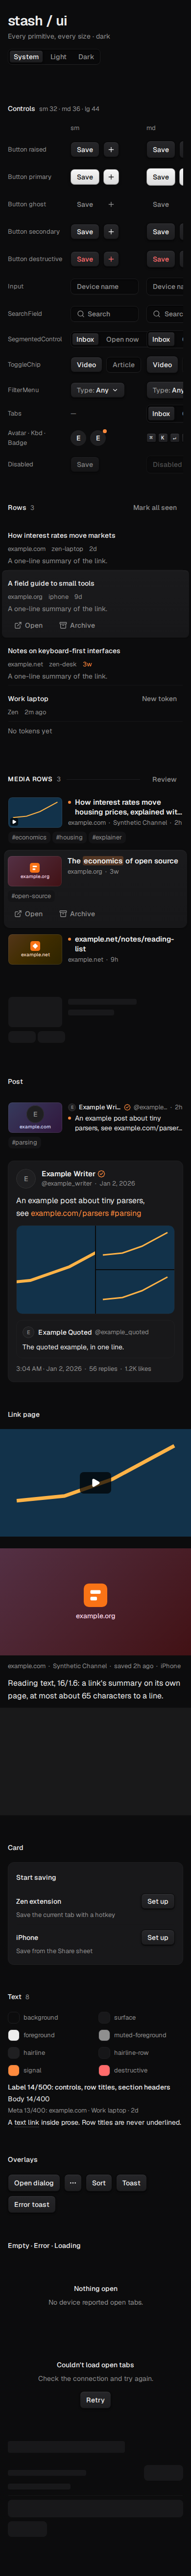 stash / ui
Every primitive, every size · dark
System Light Dark
Controls sm 32 · md 36 · lg 44
sm md
Button raised Save + Save
Button primary Save + Save
Button ghost Save + Save
Button secondary Save + Save
Button destructive Save + Save
Input Device name Device na
SearchField Search Searc
SegmentedControl Inbox Open now Inbox
ToggleChip Video Article Video
FilterMenu Type: Any Type: Any
Tabs — Inbox
Avatar · Kbd · Badge E E ⌘ K ↵
Disabled Save Disabled
Rows 3 Mark all seen
How interest rates move markets
example.com zen-laptop 2d
A one-line summary of the link.
A field guide to small tools
example.org iphone 9d
A one-line summary of the link.
Open Archive
Notes on keyboard-first interfaces
example.net zen-desk 3w
A one-line summary of the link.
Work laptop New token
Zen 2m ago
No tokens yet
MEDIA ROWS 3 Review
How interest rates move
housing prices, explained wit...
example.com · Synthetic Channel · 2h
#economics #housing #explainer
The economics of open source
example.org · 3w
example.org
#open-source
Open Archive
example.net/notes/reading-
list
example.net
example.net · 9h
Post
E Example Wri... @example... · 2h
E
An example post about tiny
parsers, see example.com/parser...
example.com
#parsing
E Example Writer
@example_writer · Jan 2, 2026
An example post about tiny parsers,
see example.com/parsers #parsing
E Example Quoted @example_quoted
The quoted example, in one line.
3:04 AM · Jan 2, 2026 · 56 replies · 1.2K likes
Link page
example.org
example.com · Synthetic Channel · saved 2h ago · iPhone
Reading text, 16/1.6: a link's summary on its own
page, at most about 65 characters to a line.
Card
Start saving
Zen extension Set up
Save the current tab with a hotkey
iPhone Set up
Save from the Share sheet
Text 8
background surface
foreground muted-foreground
hairline hairline-row
signal destructive
Label 14/500: controls, row titles, section headers
Body 14/400
Meta 13/400: example.com · Work laptop · 2d
A text link inside prose. Row titles are never underlined.
Overlays
Open dialog ··· Sort Toast
Error toast
Empty · Error · Loading
Nothing open
No device reported open tabs.
Couldn't load open tabs
Check the connection and try again.
Retry